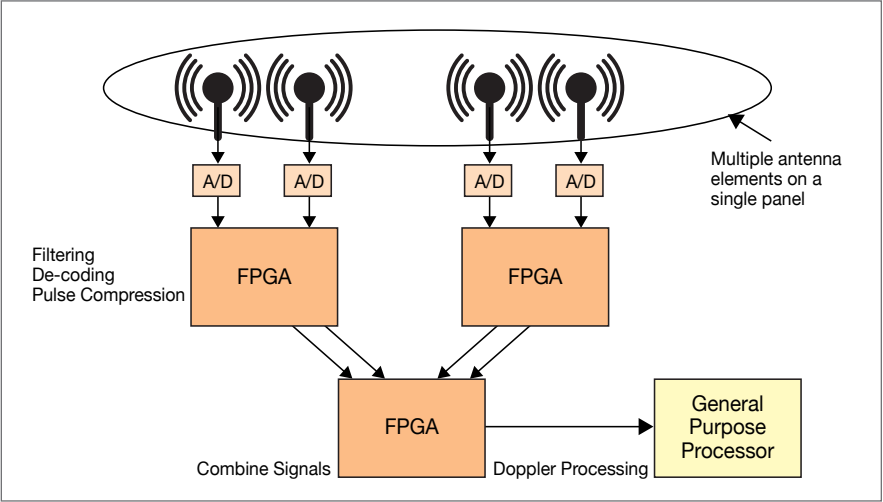 Multiple antenna
elements on a
single panel
A/D
A/D
A/D
A/D
Filtering
De-coding
Pulse Compression
FPGA
FPGA
FPGA
Combine Signals
Doppler Processing
General
Purpose
Processor